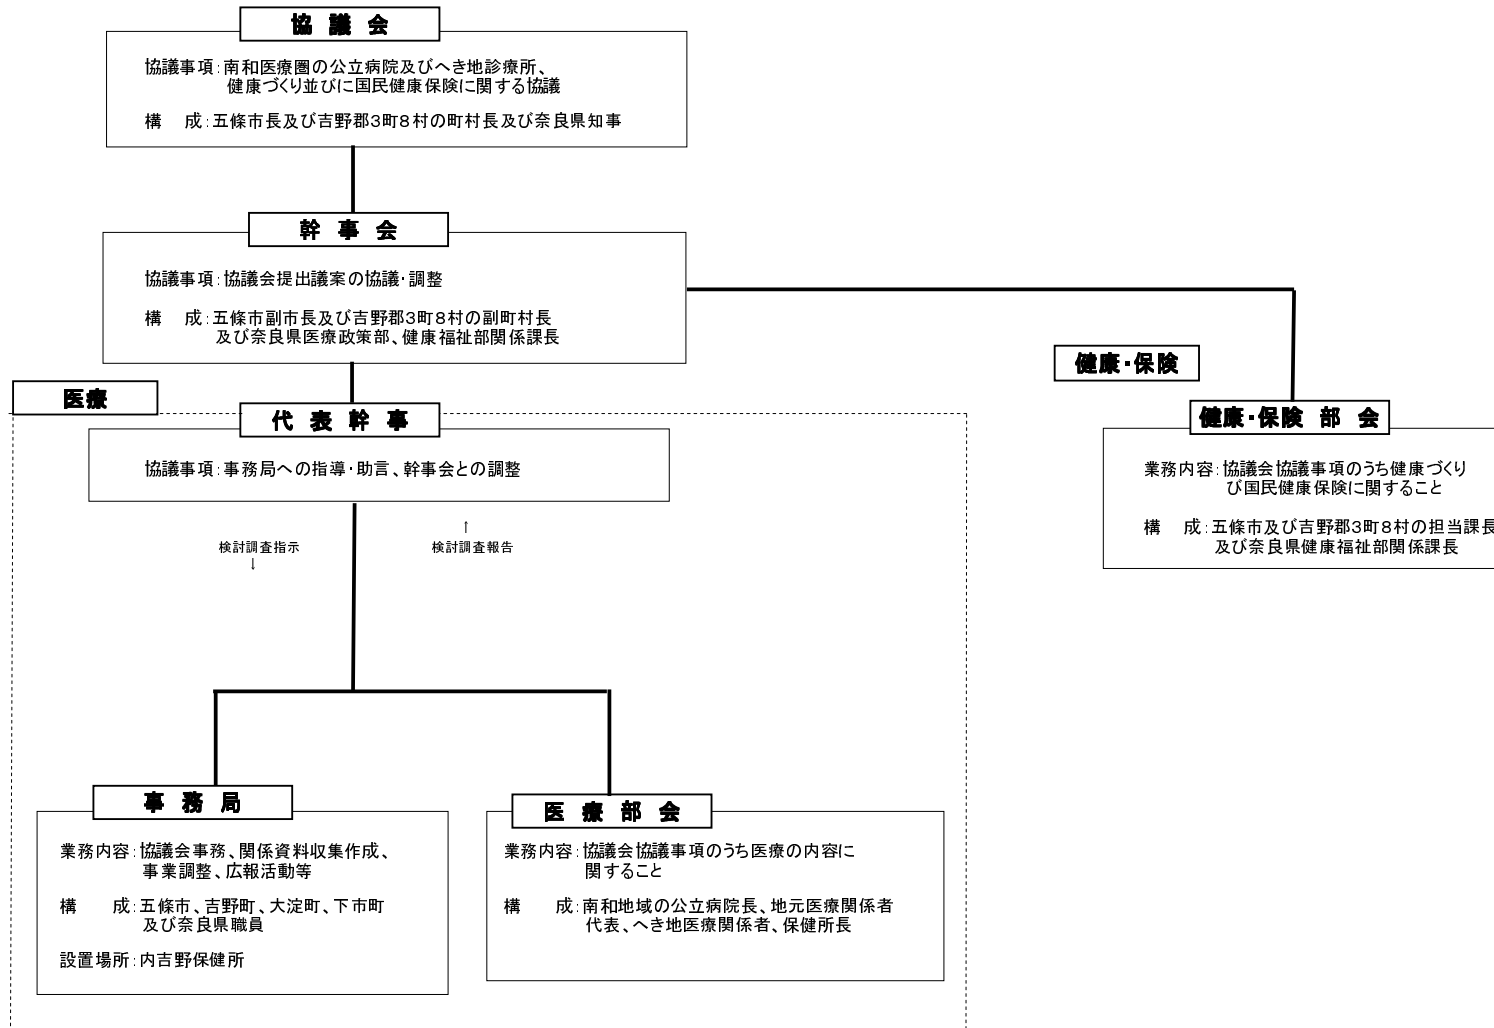 協 議 会
協議事項:南和医療圏の公立病院及びへき地診療所、
健康づくり並びに国民健康保険に関する協議
構 成:五條市長及び吉野郡3町8村の町村長及び奈良県知事
幹 事 会
協議事項:協議会提出議案の協議・調整
構 成:五條市副市長及び吉野郡3町8村の副町村長
及び奈良県医療政策部、健康福祉部関係課長
医療
代 表 幹 事
協議事項:事務局への指導・助言、幹事会との調整
検討調査指示
↓
↑
検討調査報告
健康・保険
健康・保険 部 会
業務内容:協議会協議事項のうち健康づくり
び国民健康保険に関すること
構 成:五條市及び吉野郡3町8村の担当課長
及び奈良県健康福祉部関係課長
事 務 局
業務内容:協議会事務、関係資料収集作成、
事業調整、広報活動等
構 成:五條市、吉野町、大淀町、下市町
及び奈良県職員
設置場所:内吉野保健所
医 療 部 会
業務内容:協議会協議事項のうち医療の内容に
関すること
構 成:南和地域の公立病院長、地元医療関係者
代表、へき地医療関係者、保健所長